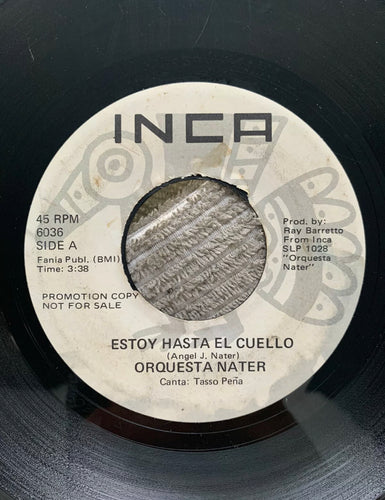 INCA
45 RPM
6036
SIDE A
Fania Publ. (BMI)
Time: 3:38
PROMOTION COPY
NOT FOR SALE
Prod. by:
Ray Barretto
From Inca
SLP 1028
"Orquesta
Nater"
ESTOY HASTA EL CUELLO
(Angel J. Nater)
ORQUESTA NATER
Canta: Tasso Peña